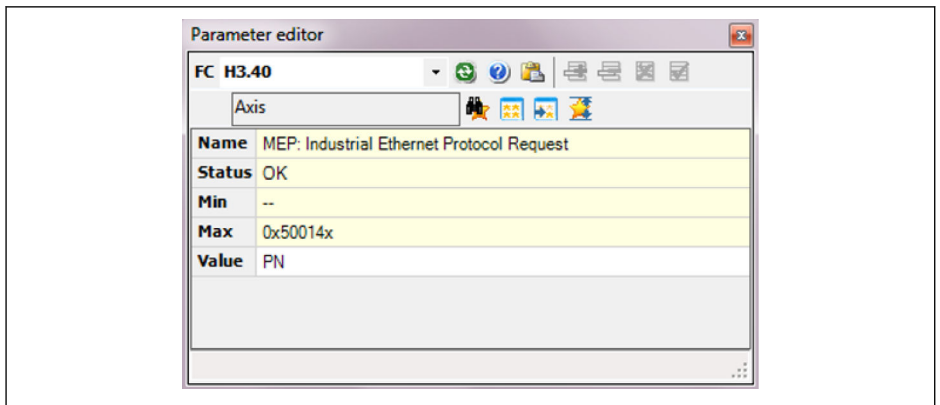 Parameter editor
FC H3.40
Axis
Name MEP: Industrial Ethernet Protocol Request
Status OK
Min --
Max 0x50014x
Value PN